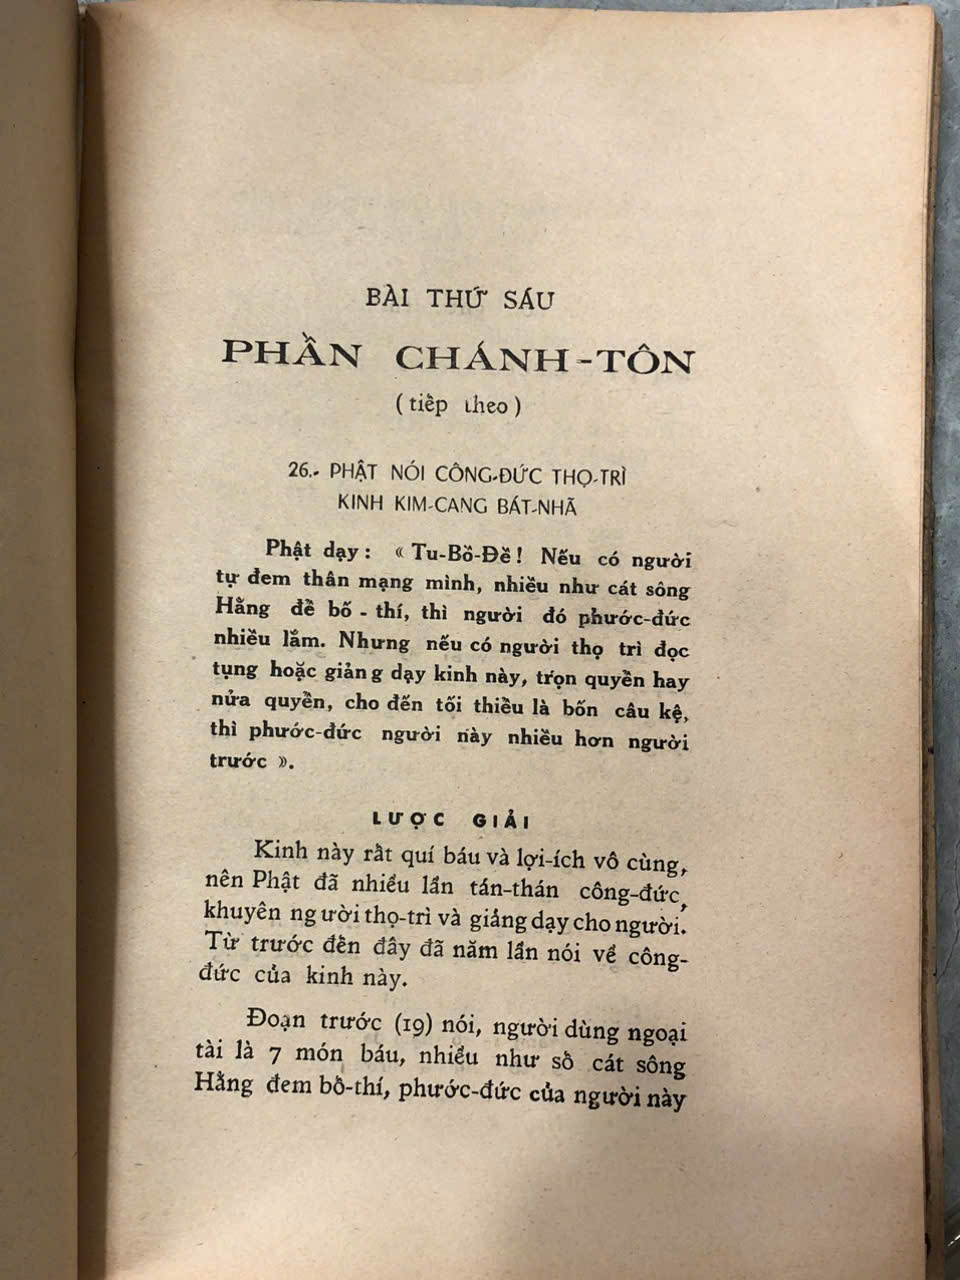 BÀI THỨ SÁU
PHẦN CHÁNH-TÔN
(tiếp theo)
26.- PHẬT NÓI CÔNG-ĐỨC THỌ-TRÌ
KINH KIM-CANG BÁT-NHÃ
Phật dạy : « Tu-Bồ-Đề ! Nếu có người
tự đem thân mạng mình, nhiều như cát sông
Hằng để bố - thí, thì người đó phước-đức
nhiều lắm. Nhưng nếu có người thọ trì đọc
tụng hoặc giảng dạy kinh này, trọn quyển hay
nửa quyển, cho đến tối thiểu là bốn câu kệ,
thì phước-đức người này nhiều hơn người
trước ».
LƯỢC GIẢI
Kinh này rất quí báu và lợi-ích vô cùng,
nên Phật đã nhiều lần tán-thán công-đức,
khuyên người thọ-trì và giảng dạy cho người.
Từ trước đến đây đã năm lần nói về công-
đức của kinh này.
Đoạn trước (19) nói, người dùng ngoại
tài là 7 món báu, nhiều như số cát sông
Hằng đem bố-thí, phước-đức của người này